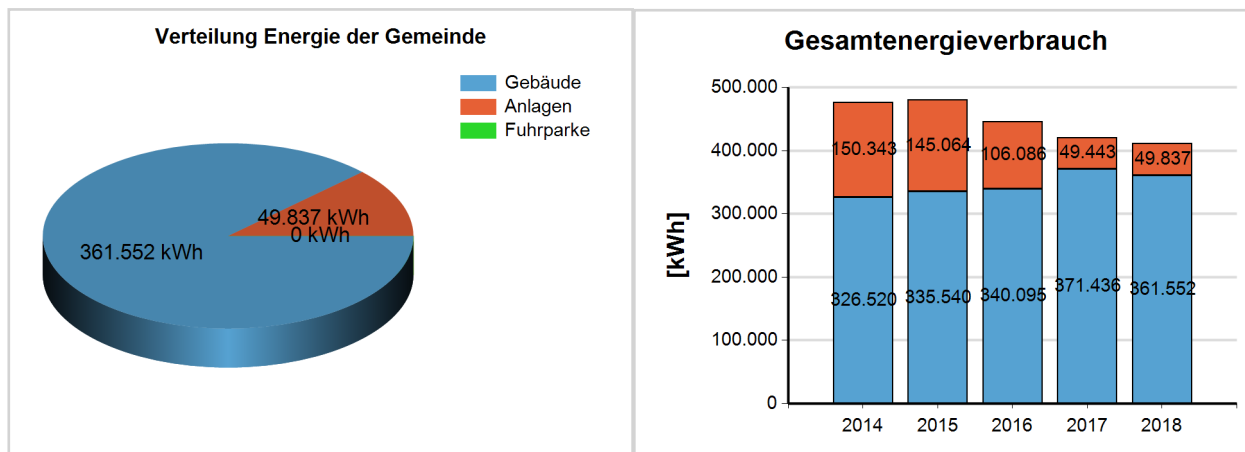 Verteilung Energie der Gemeinde
Gebäude
Anlagen
Fuhrparke
49.837 kWh
0 kWh
361.552 kWh
Gesamtenergieverbrauch
[kWh]
500.000
400.000
300.000
200.000
100.000
0
150.343
145.064
106.086
49.443
49.837
326.520
335.540
340.095
371.436
361.552
2014
2015
2016
2017
2018